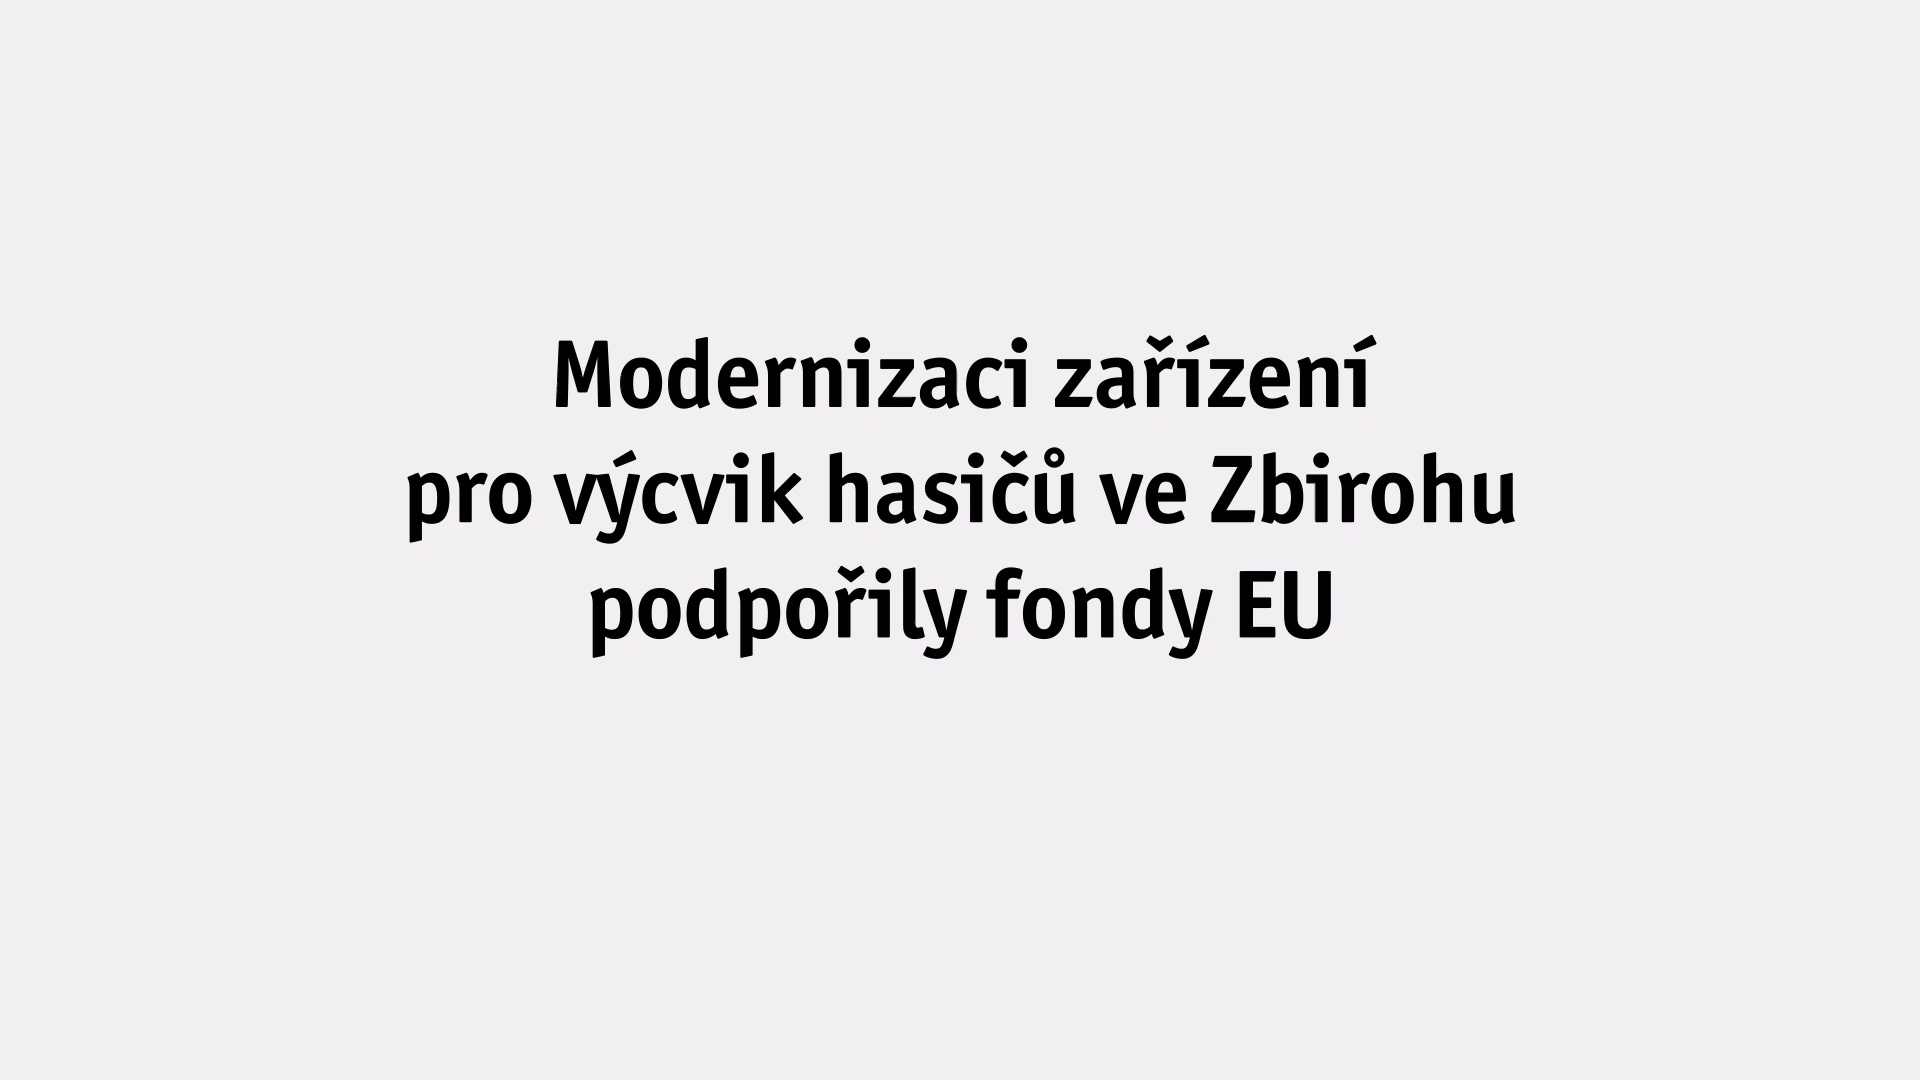 Modernizaci zařízení
pro výcvik hasičů ve Zbirohu
podpořily fondy EU